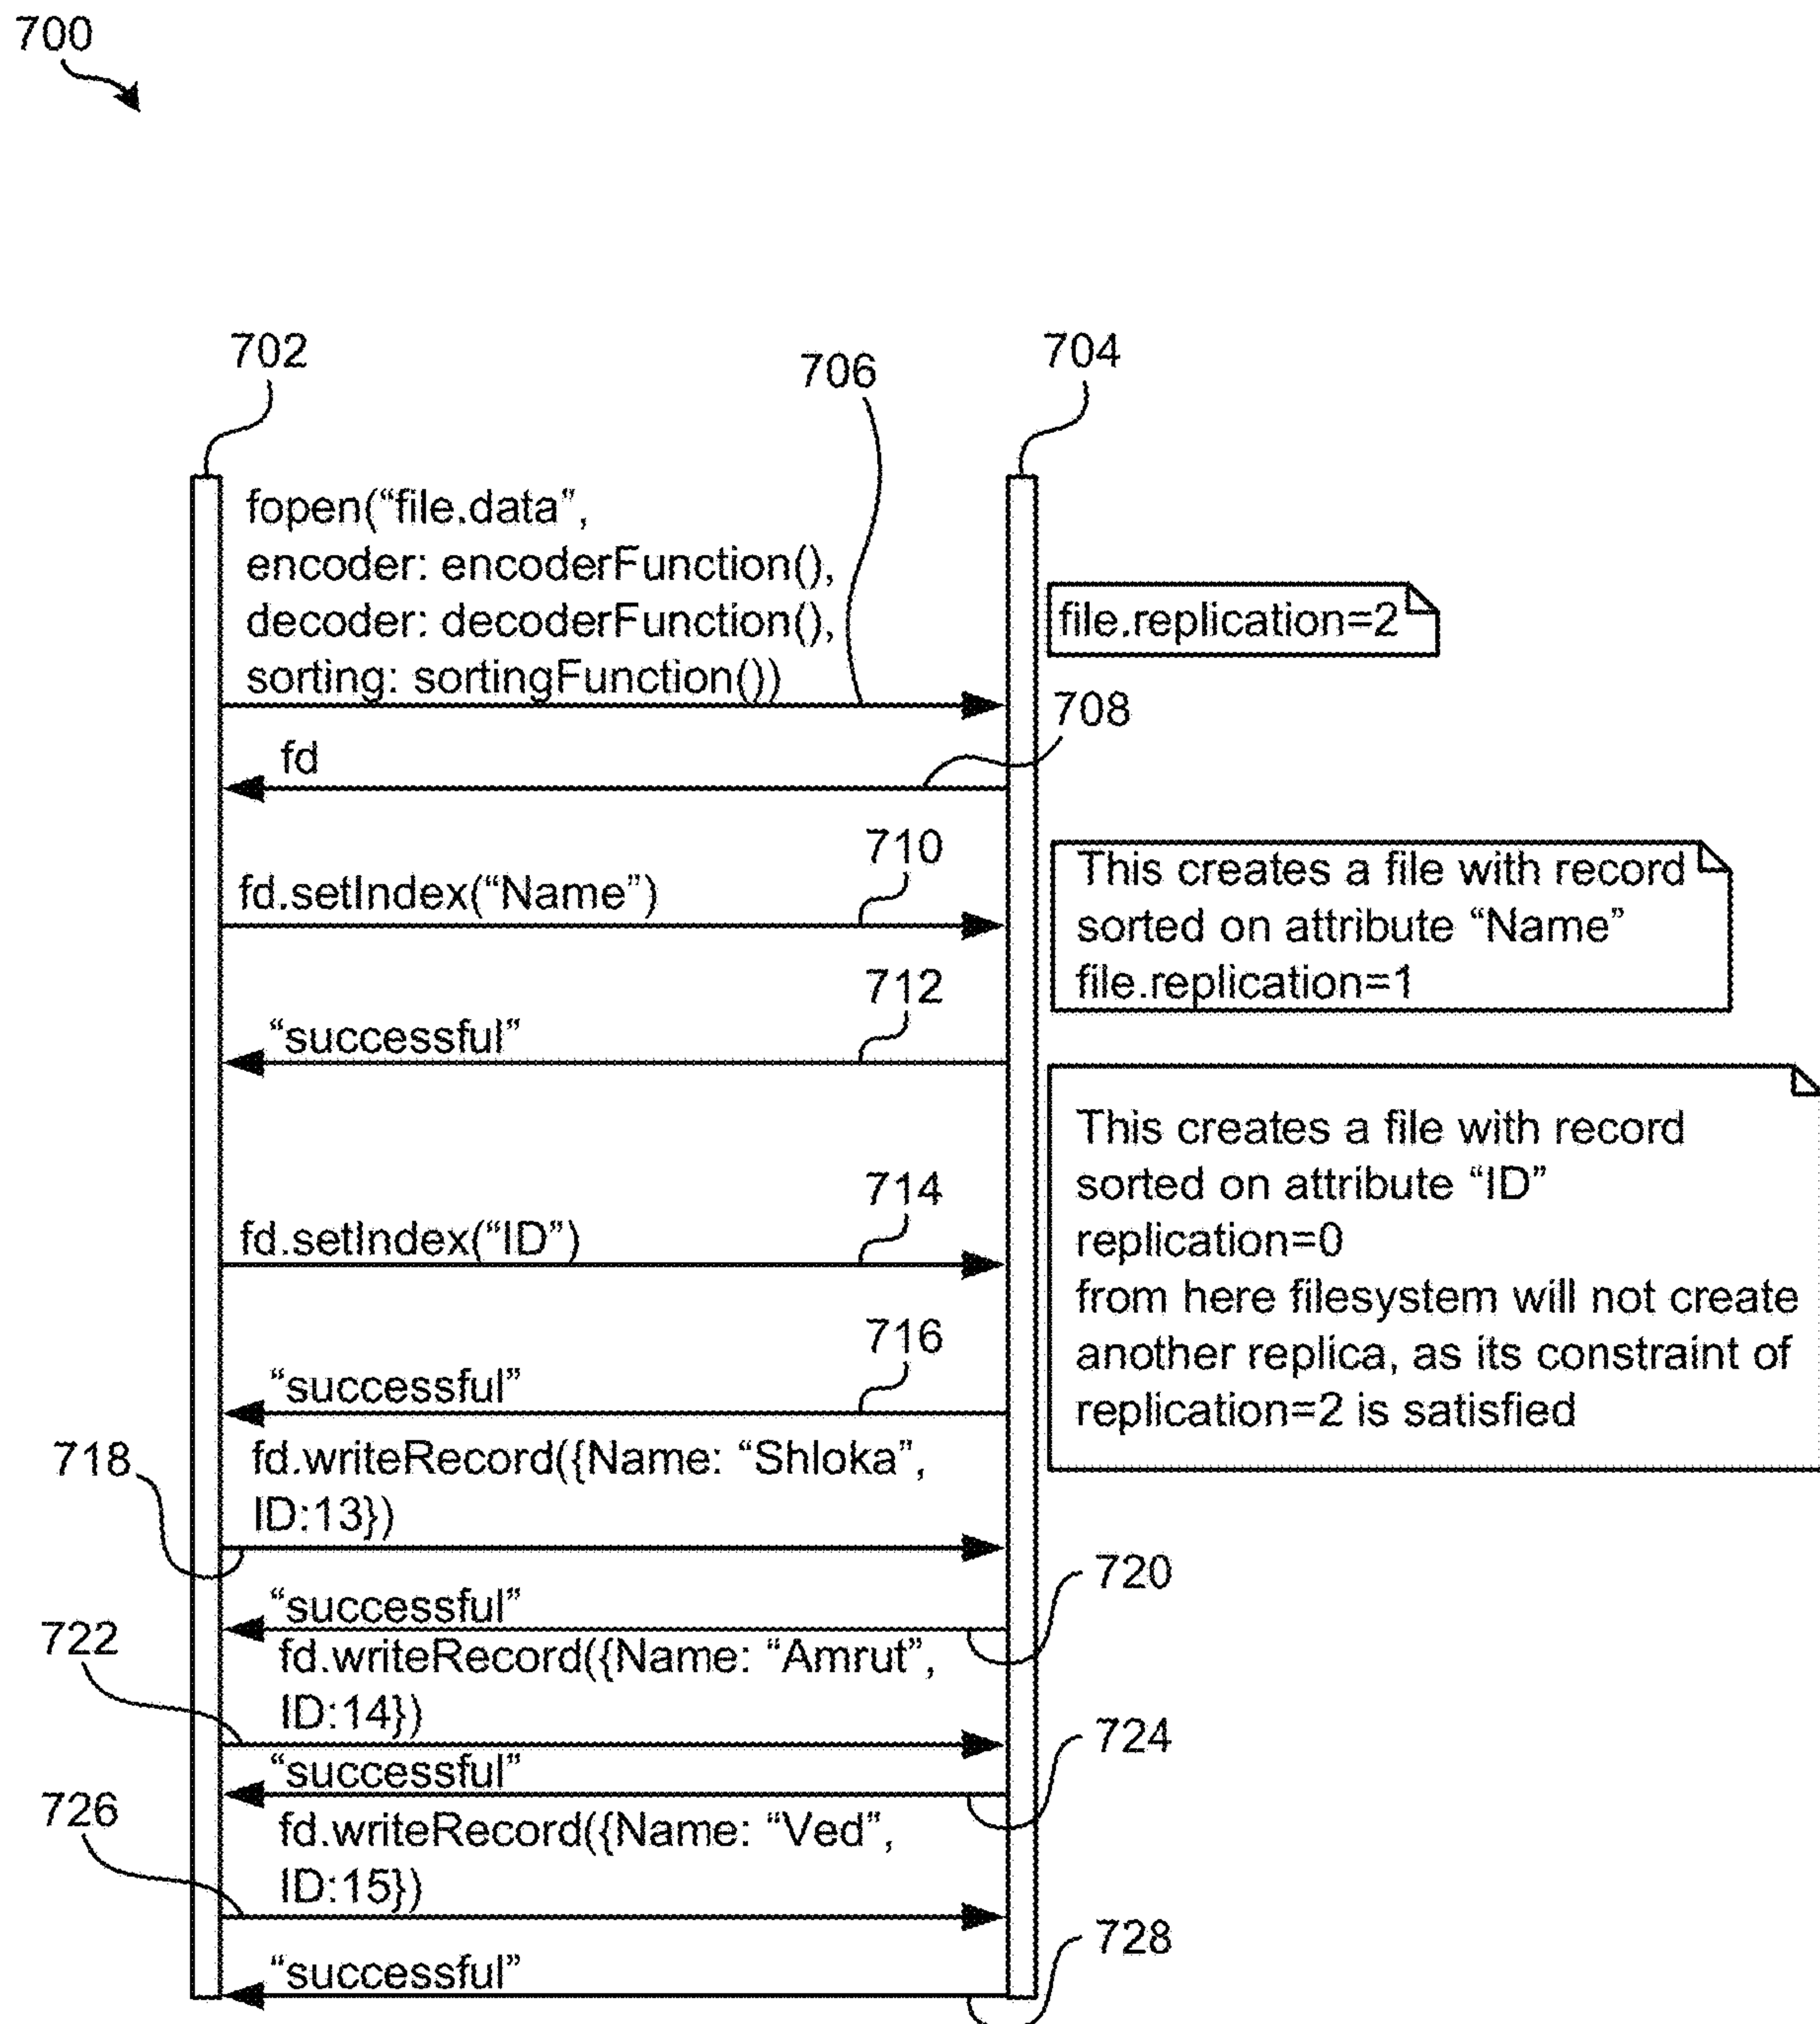 700
702
704
706
fopen(“file.data”,
encoder: encoderFunction(),
decoder: decoderFunction(),
sorting: sortingFunction())
file.replication=2
708
fd
710
fd.setIndex(“Name”)
This creates a file with record
sorted on attribute “Name”
file.replication=1
712
“successful”
714
fd.setIndex(“ID”)
This creates a file with record
sorted on attribute “ID”
replication=0
from here filesystem will not create
another replica, as its constraint of
replication=2 is satisfied
716
“successful”
718
fd.writeRecord({Name: “Shloka”,
ID:13})
720
“successful”
722
fd.writeRecord({Name: “Amrut”,
ID:14})
724
“successful”
726
fd.writeRecord({Name: “Ved”,
ID:15})
728
“successful”